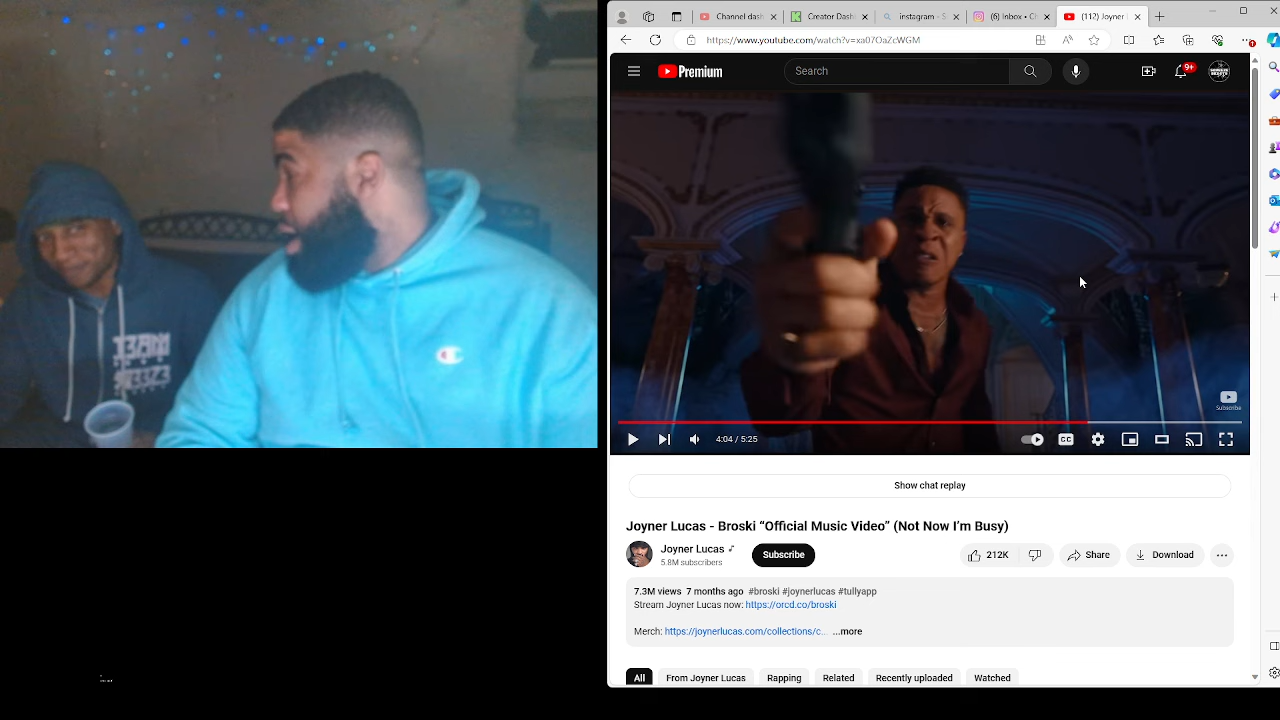 Channel dash
Creator Dash
instagram - S
(6) Inbox • C
(112) Joyner L
https://www.youtube.com/watch?v=xa07OaZcWGM
Premium
Search
9+
Subscribe
4:04 / 5:25
CC
Show chat replay
Joyner Lucas - Broski “Official Music Video” (Not Now I’m Busy)
Joyner Lucas
5.8M subscribers
Subscribe
212K
Share
Download
7.3M views 7 months ago #broski #joynerlucas #tullyapp
Stream Joyner Lucas now: https://orcd.co/broski
Merch: https://joynerlucas.com/collections/c... ...more
All
From Joyner Lucas
Rapping
Related
Recently uploaded
Watched